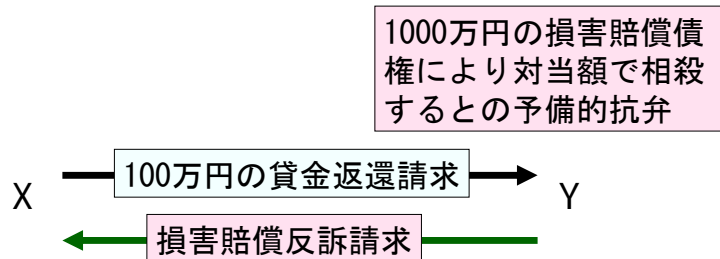 1000万円の損害賠償債
権により対当額で相殺
するとの予備的抗弁
100万円の貸金返還請求
X
Y
損害賠償反訴請求